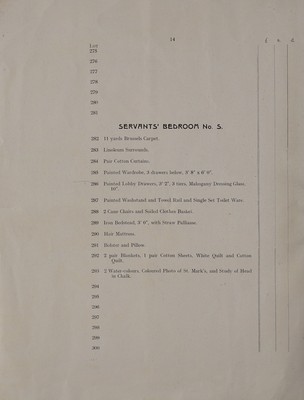 14
£ s. d.
Lot
275
276
277
278
279
280
281
SERVANTS' BEDROOM No. 5.
282 11 yards Brussels Carpet.
283 Linoleum Surrounds.
284 Pair Cotton Curtains.
285 Painted Wardrobe, 3 drawers below, 3' 8" x 6' 9".
286 Painted Lobby Drawers, 3' 2", 3 tiers, Mahogany Dressing Glass,
287 Painted Washstand and Towel Rail and Single Set Toilet Ware.
288 2 Cane Chairs and Soiled Clothes Basket.
289 Iron Bedstead, 3' 0", with Straw Palliasse.
290 Hair Mattress.
291 Bolster and Pillow.
292 2 pair Blankets, 1 pair Cotton Sheets, White Quilt and Cotton
Quilt.
293 2 Water-colours, Coloured Photo of St. Mark's, and Study of Head
in Chalk.
294
295
296
297
298
299
300